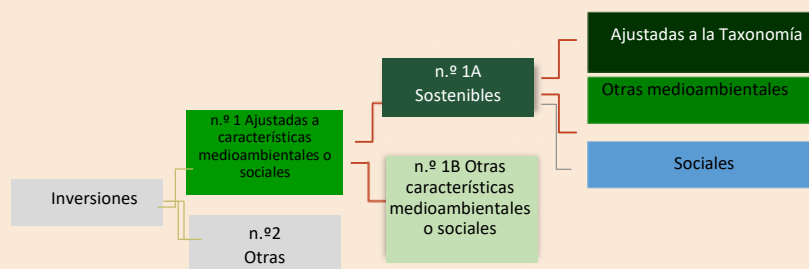 Inversiones
n.º 1 Ajustadas a
características
medioambientales o
sociales
n.º2
Otras
n.º 1A
Sostenibles
n.º 1B Otras
características
medioambientales
o sociales
Ajustadas a la Taxonomía
Otras medioambientales
Sociales